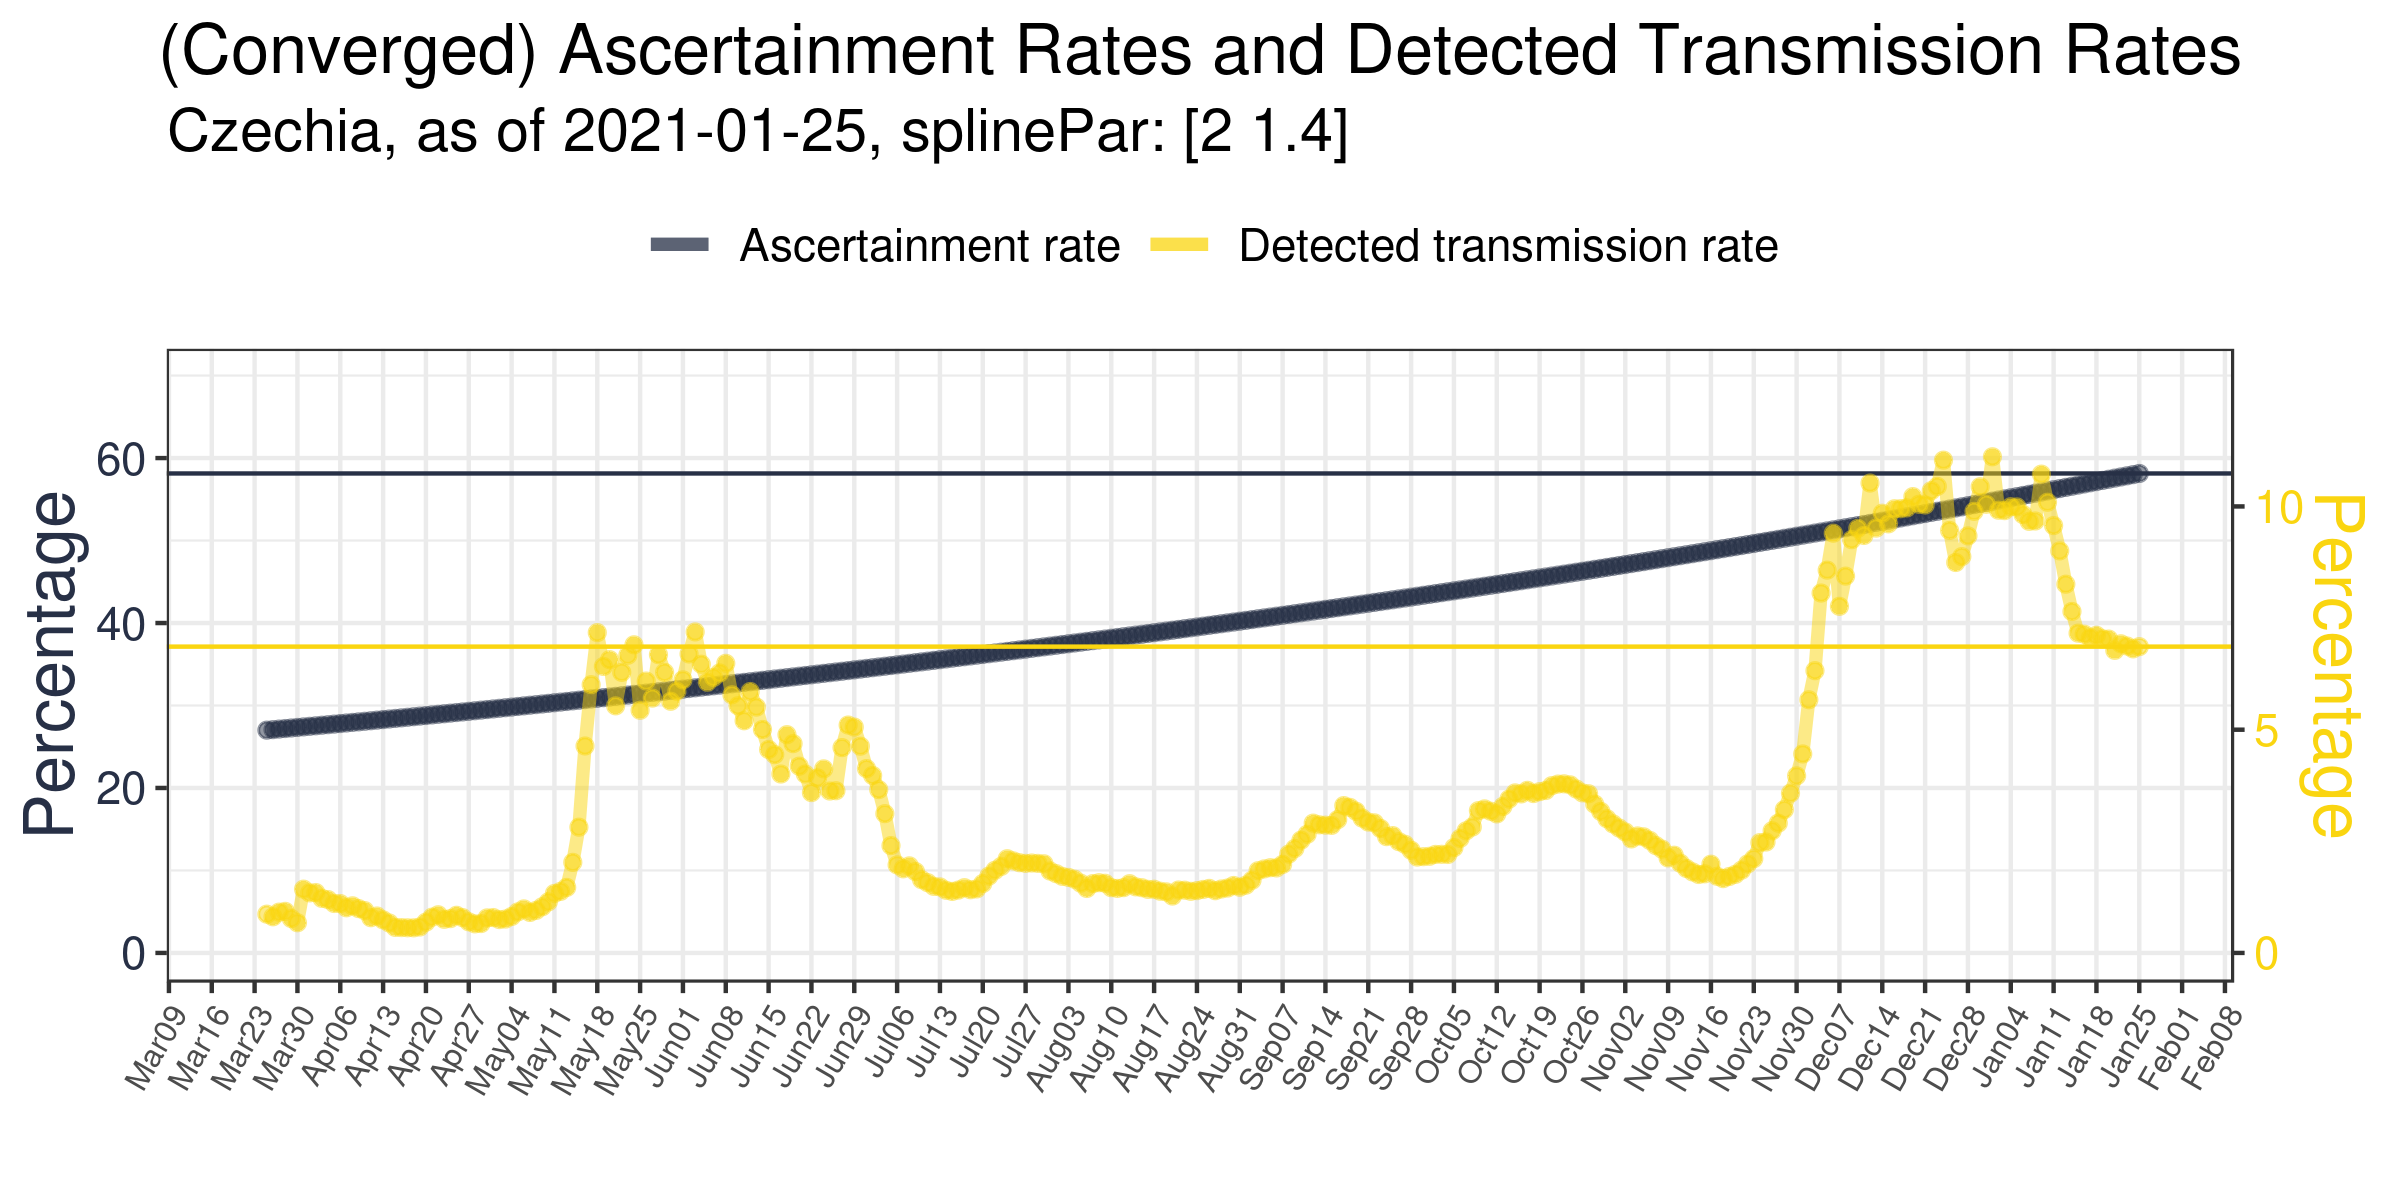 (Converged) Ascertainment Rates and Detected Transmission Rates
Czechia, as of 2021-01-25, splinePar: [2 1.4]
Ascertainment rate
Detected transmission rate
Percentage
60
40
20
0
10
5
0
Percentage
Mar09
Mar16
Mar23
Mar30
Apr06
Apr13
Apr20
Apr27
May04
May11
May18
May25
Jun01
Jun08
Jun15
Jun22
Jun29
Jul06
Jul13
Jul20
Jul27
Aug03
Aug10
Aug17
Aug24
Aug31
Sep07
Sep14
Sep21
Sep28
Oct05
Oct12
Oct19
Oct26
Nov02
Nov09
Nov16
Nov23
Nov30
Dec07
Dec14
Dec21
Dec28
Jan04
Jan11
Jan18
Jan25
Feb01
Feb08